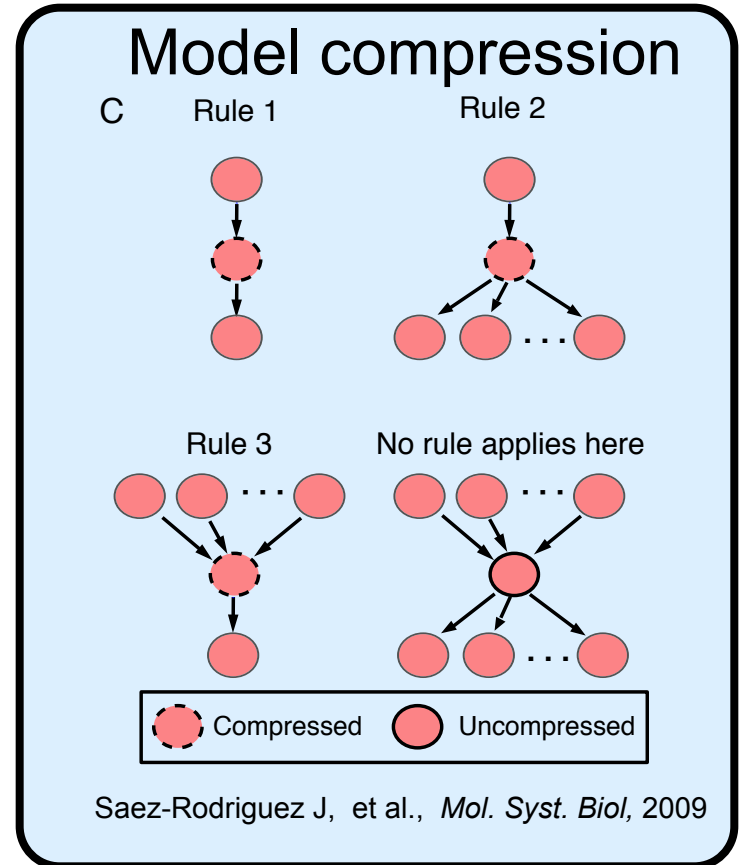 Model compression
C
Rule 1
Rule 2
. . .
Rule 3
No rule applies here
. . .
. . .
. . .
Compressed
Uncompressed
Saez-Rodriguez J, et al., Mol. Syst. Biol, 2009